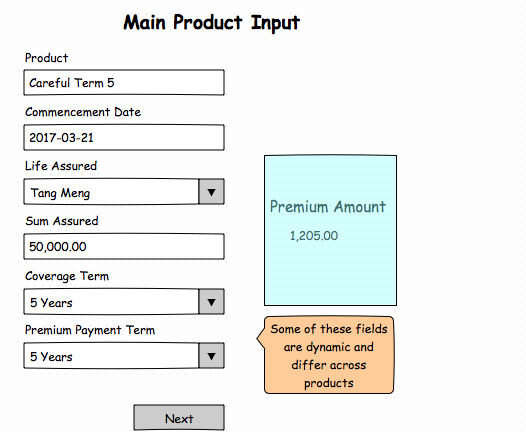 Main Product Input
Product
Careful Term 5
Commencement Date
2017-03-21
Life Assured
Tang Meng
Sum Assured
50,000.00
Coverage Term
5 Years
Premium Payment Term
5 Years
Next
Premium Amount
1,205.00
Some of these fields
are dynamic and
differ across
products